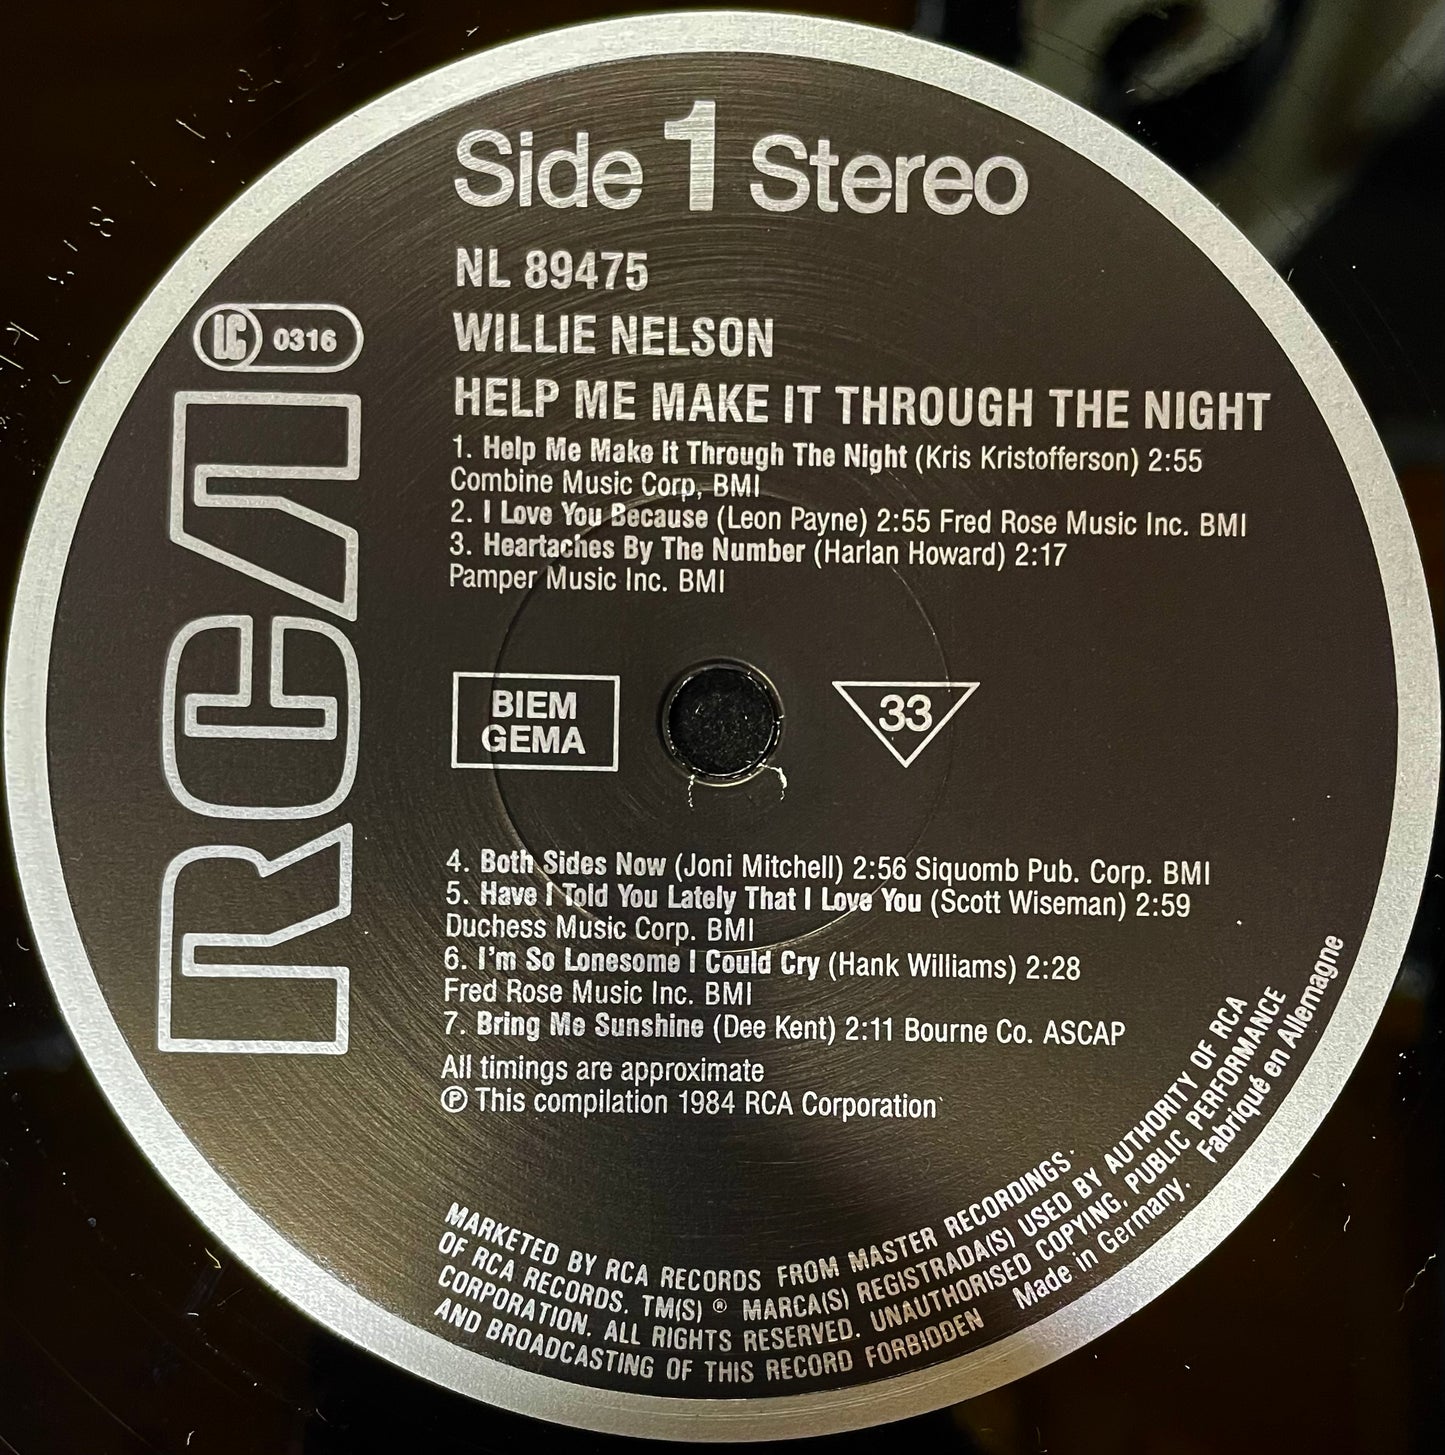 Side 1 Stereo
NL 89475
LC 0316
WILLIE NELSON
HELP ME MAKE IT THROUGH THE NIGHT
1. Help Me Make It Through The Night (Kris Kristofferson) 2:55
Combine Music Corp, BMI
2. I Love You Because (Leon Payne) 2:55 Fred Rose Music Inc. BMI
3. Heartaches By The Number (Harlan Howard) 2:17
Pamper Music Inc. BMI
RCA
BIEM
GEMA
33
4. Both Sides Now (Joni Mitchell) 2:56 Siquomb Pub. Corp. BMI
5. Have I Told You Lately That I Love You (Scott Wiseman) 2:59
Duchess Music Corp. BMI
6. I'm So Lonesome I Could Cry (Hank Williams) 2:28
Fred Rose Music Inc. BMI
7. Bring Me Sunshine (Dee Kent) 2:11 Bourne Co. ASCAP
All timings are approximate
℗ This compilation 1984 RCA Corporation
MARKETED BY RCA RECORDS FROM MASTER RECORDINGS
OF RCA RECORDS. TM(S) ® MARCA(S) REGISTRADA(S) USED BY AUTHORITY OF RCA
CORPORATION. ALL RIGHTS RESERVED. UNAUTHORISED COPYING, PUBLIC PERFORMANCE
AND BROADCASTING OF THIS RECORD FORBIDDEN Made in Germany. Fabriqué en Allemagne